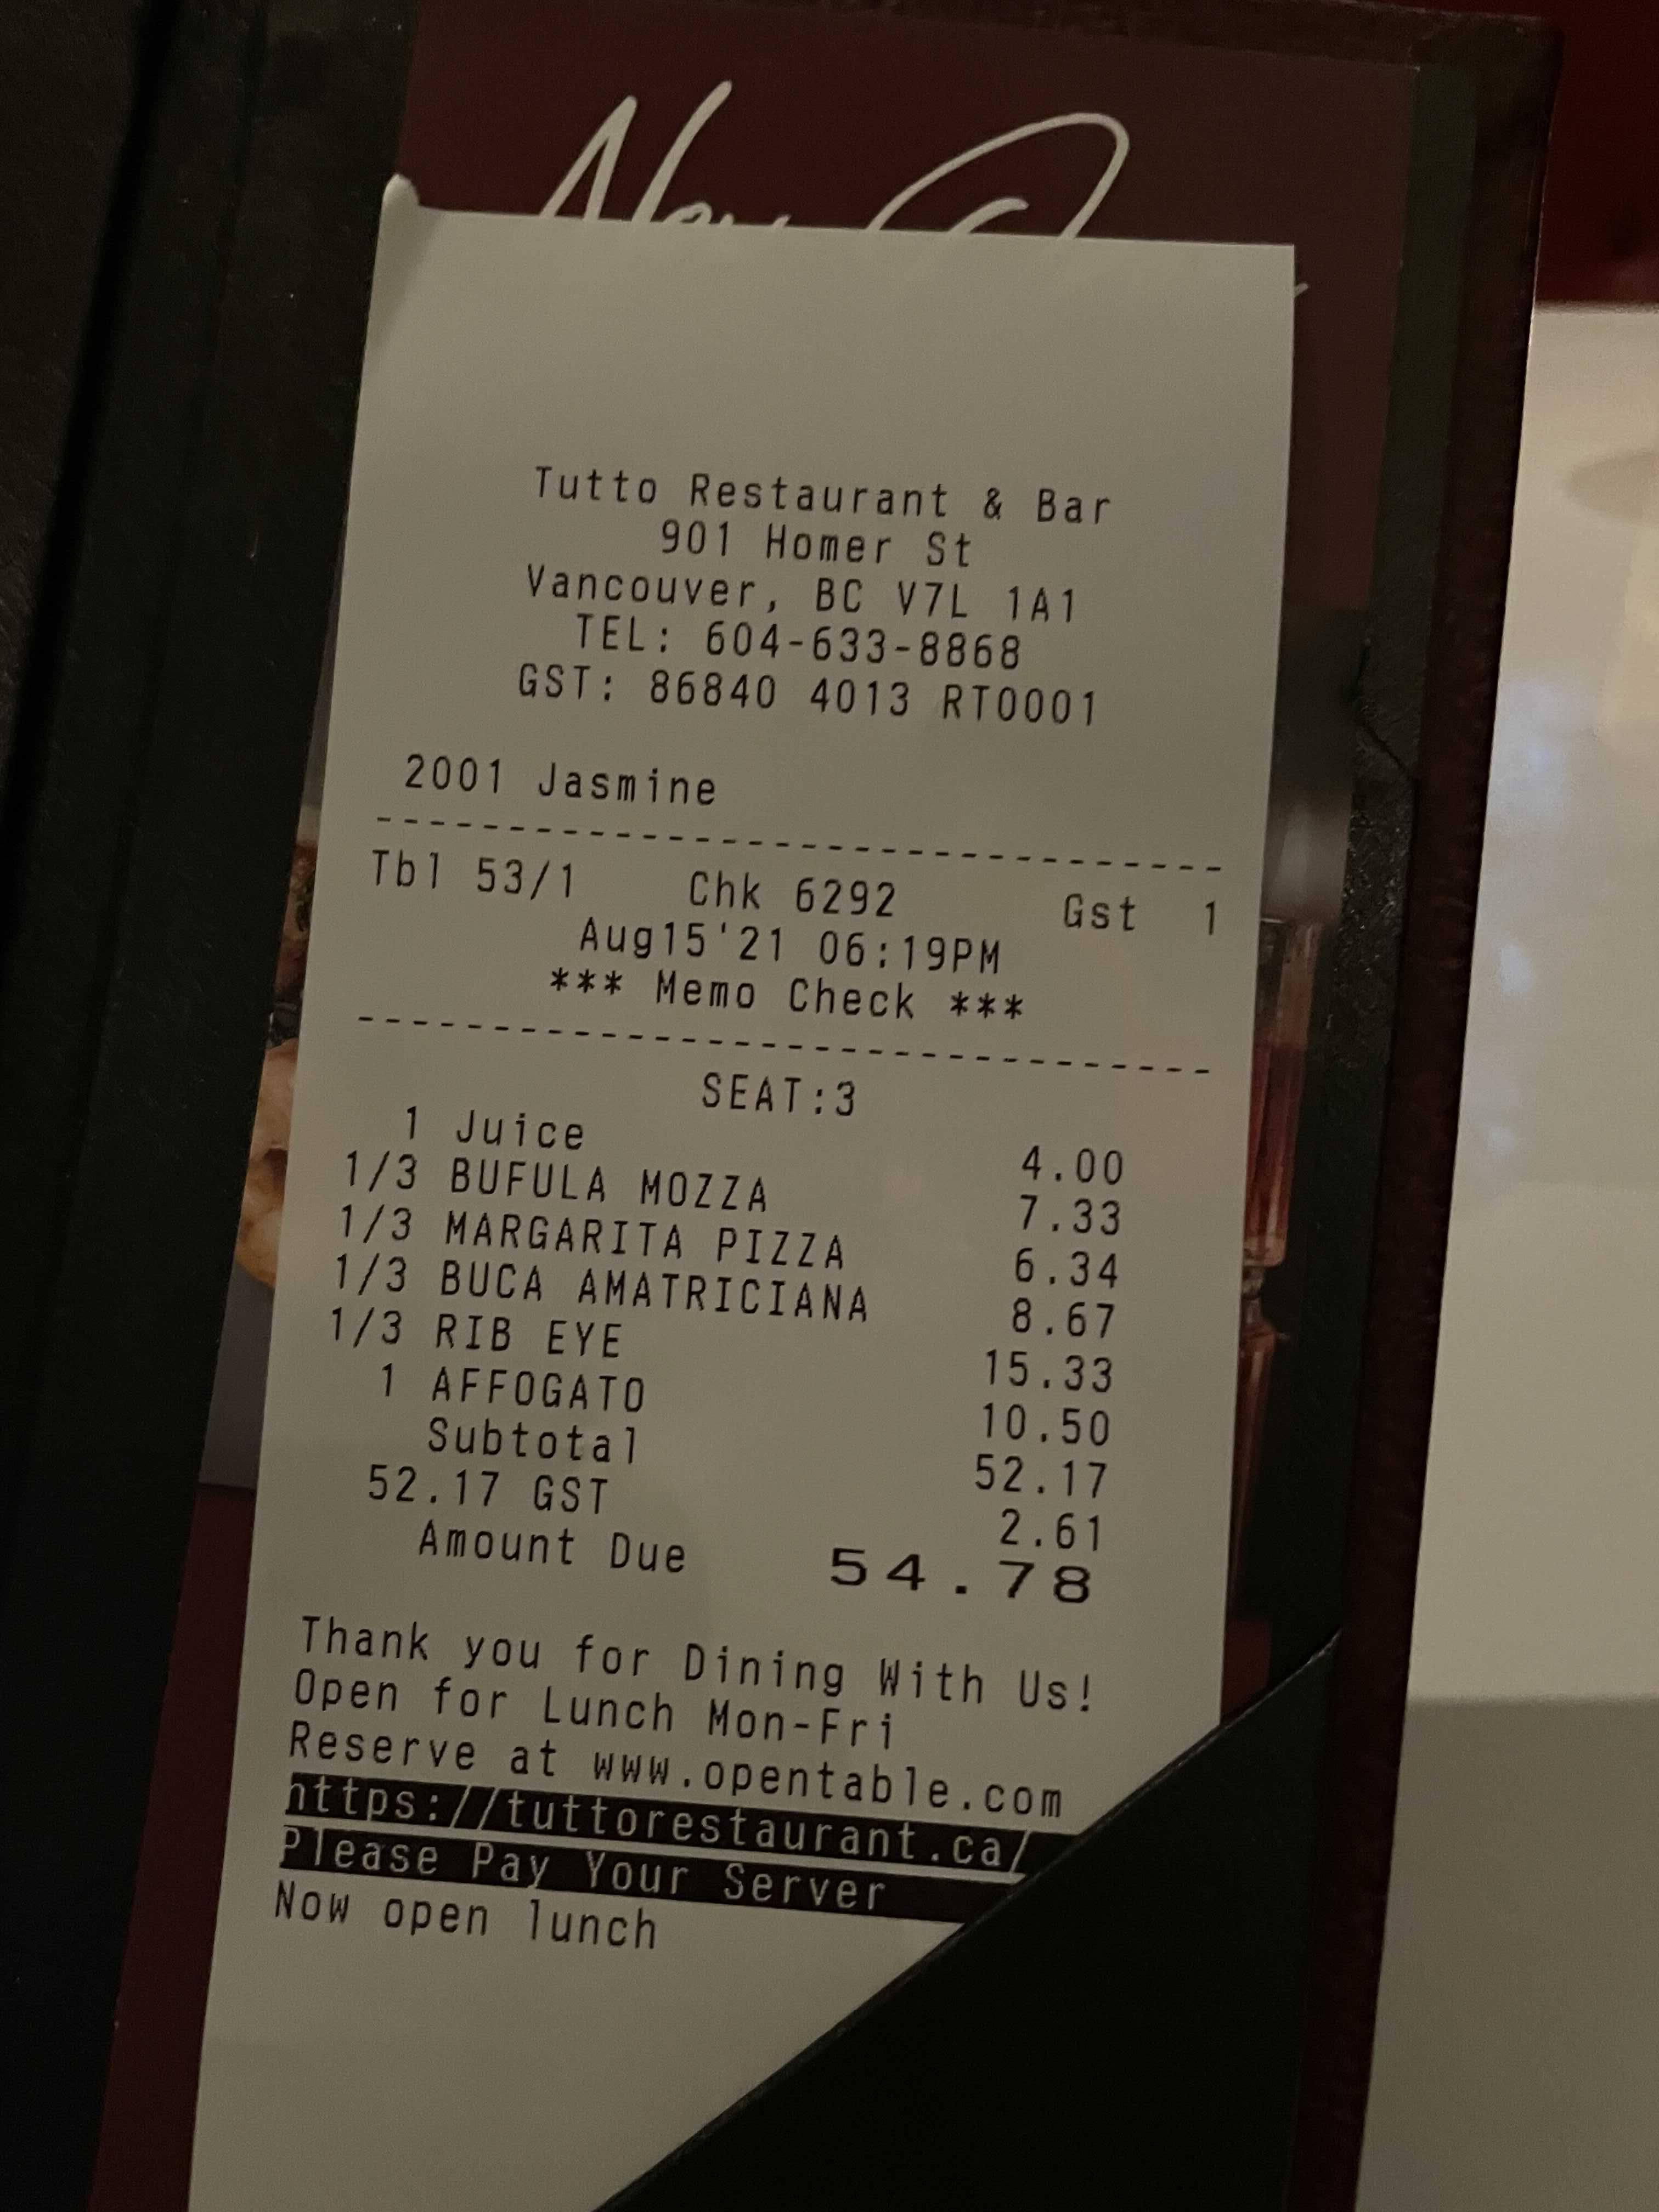 Tutto Restaurant & Bar
901 Homer St
Vancouver, BC V7L 1A1
TEL: 604-633-8868
GST: 86840 4013 RT0001
2001 Jasmine
--------------------------------
Tbl 53/1 Chk 6292 Gst 1
Aug15'21 06:19PM
*** Memo Check ***
--------------------------------
SEAT:3
1 Juice 4.00
1/3 BUFULA MOZZA 7.33
1/3 MARGARITA PIZZA 6.34
1/3 BUCA AMATRICIANA 8.67
1/3 RIB EYE 15.33
1 AFFOGATO 10.50
Subtotal 52.17
52.17 GST 2.61
Amount Due 54.78
Thank you for Dining With Us!
Open for Lunch Mon-Fri
Reserve at www.opentable.com
https://tuttorestaurant.ca/
Please Pay Your Server
Now open lunch